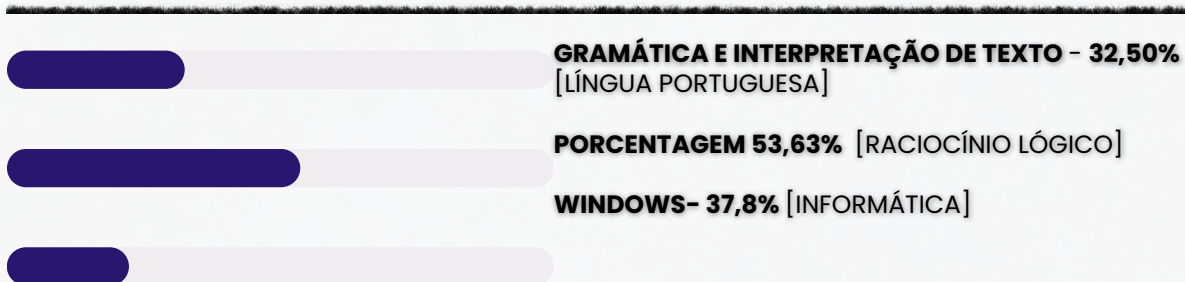 GRAMÁTICA E INTERPRETAÇÃO DE TEXTO - 32,50%
[LÍNGUA PORTUGUESA]
PORCENTAGEM 53,63% [RACIOCÍNIO LÓGICO]
WINDOWS- 37,8% [INFORMÁTICA]